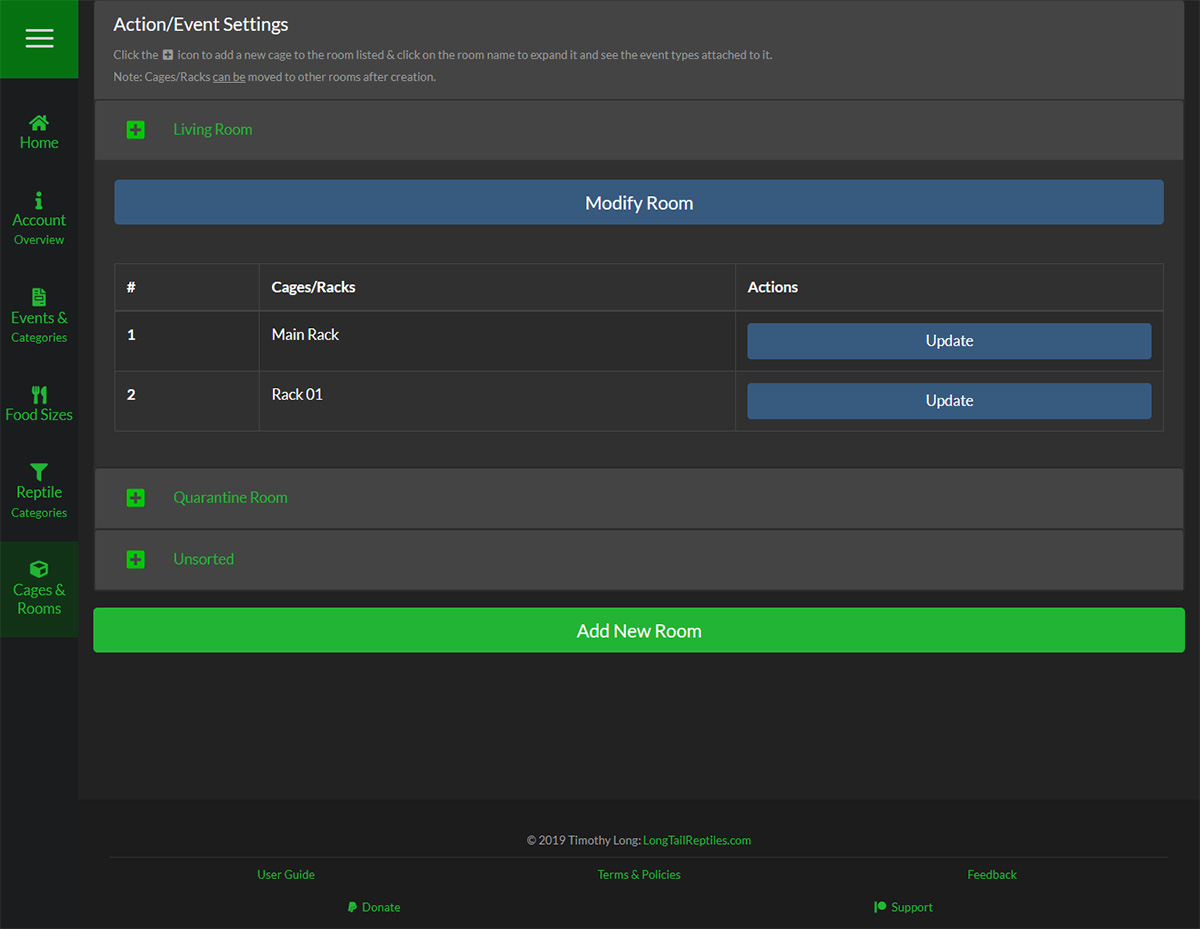 Action/Event Settings
Click the icon to add a new cage to the room listed & click on the room name to expand it and see the event types attached to it.
Note: Cages/Racks can be moved to other rooms after creation.
Home
Account
Overview
Events &
Categories
Food Sizes
Reptile
Categories
Cages &
Rooms
Living Room
Modify Room
# Cages/Racks Actions
1 Main Rack Update
2 Rack 01 Update
Quarantine Room
Unsorted
Add New Room
© 2019 Timothy Long: LongTailReptiles.com
User Guide Terms & Policies Feedback
Donate Support